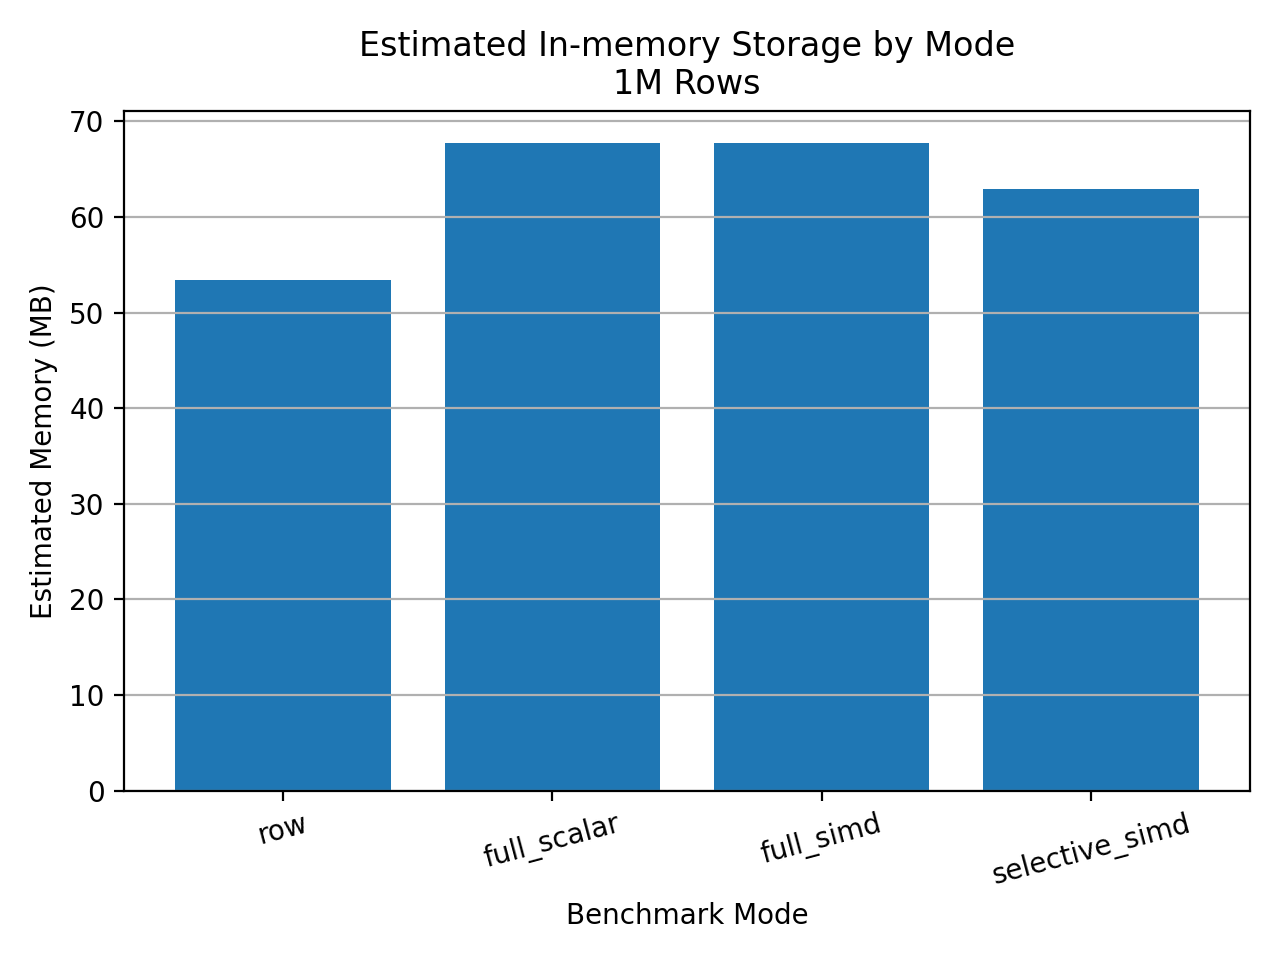 Estimated In-memory Storage by Mode
1M Rows
Estimated Memory (MB)
70
60
50
40
30
20
10
0
row
full_scalar
full_simd
selective_simd
Benchmark Mode